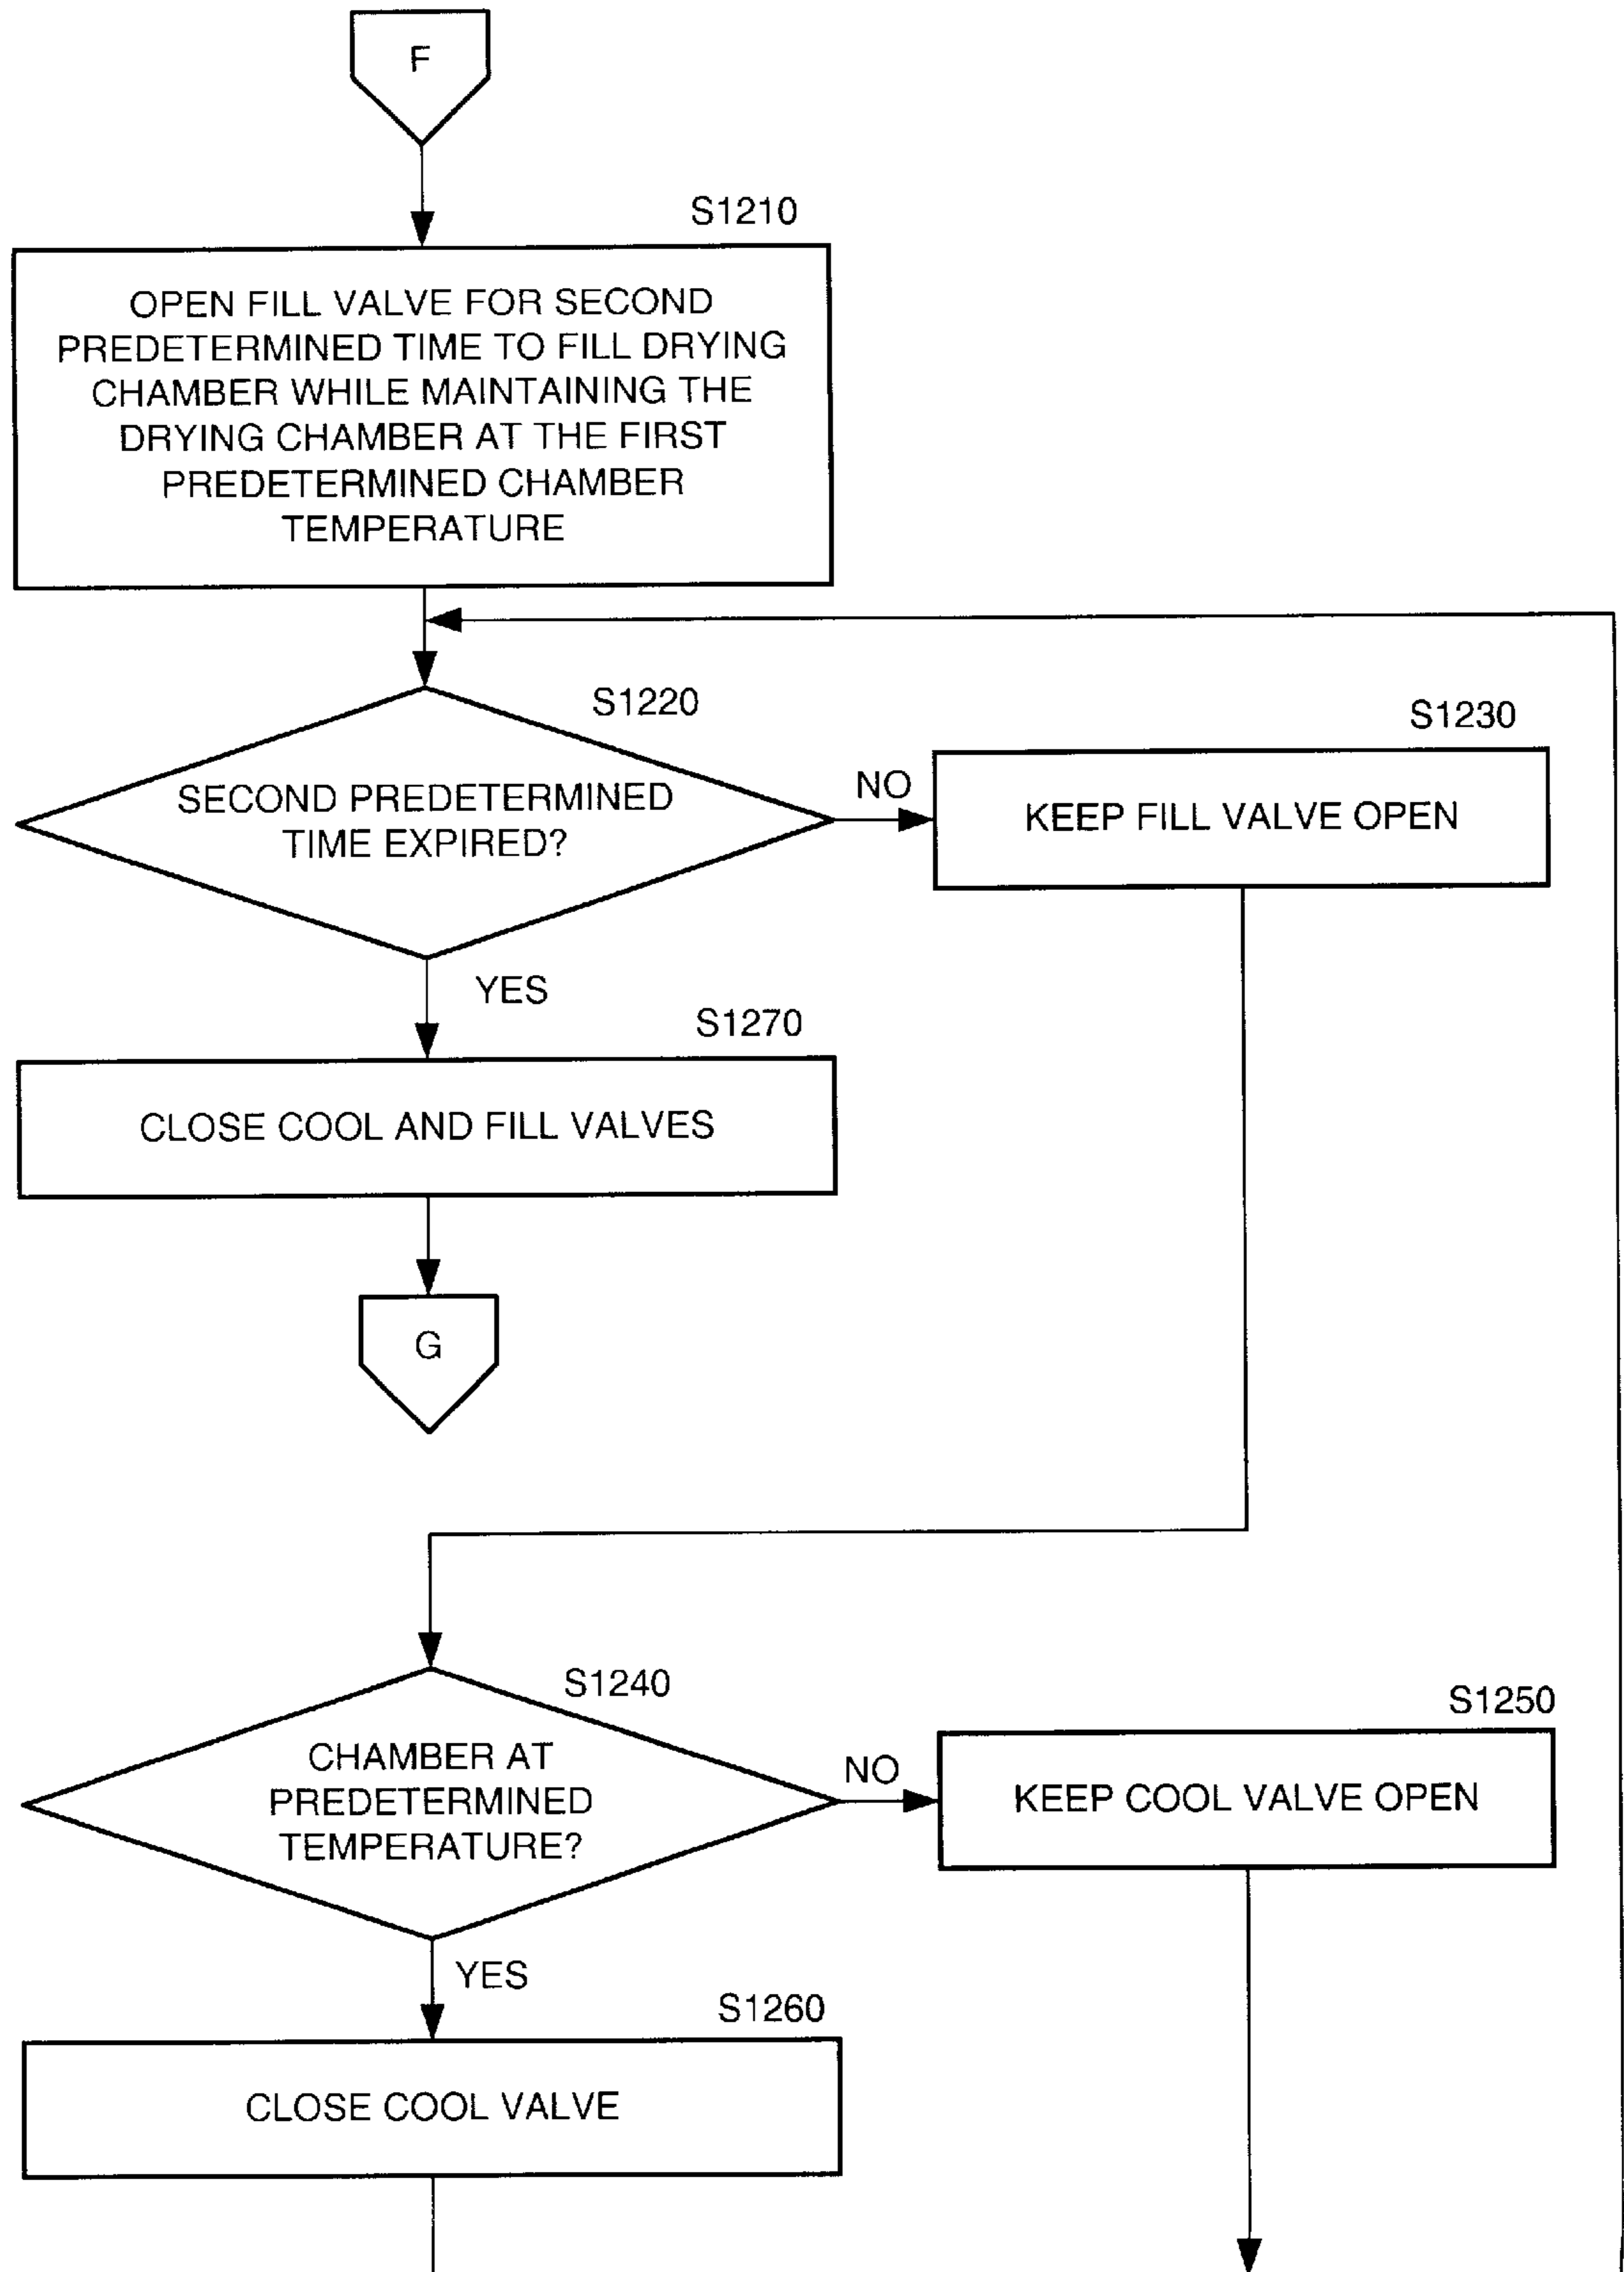 F
S1210
OPEN FILL VALVE FOR SECOND
PREDETERMINED TIME TO FILL DRYING
CHAMBER WHILE MAINTAINING THE
DRYING CHAMBER AT THE FIRST
PREDETERMINED CHAMBER
TEMPERATURE
S1220
SECOND PREDETERMINED
TIME EXPIRED?
NO
S1230
KEEP FILL VALVE OPEN
YES
S1270
CLOSE COOL AND FILL VALVES
G
S1240
CHAMBER AT
PREDETERMINED
TEMPERATURE?
NO
S1250
KEEP COOL VALVE OPEN
YES
S1260
CLOSE COOL VALVE